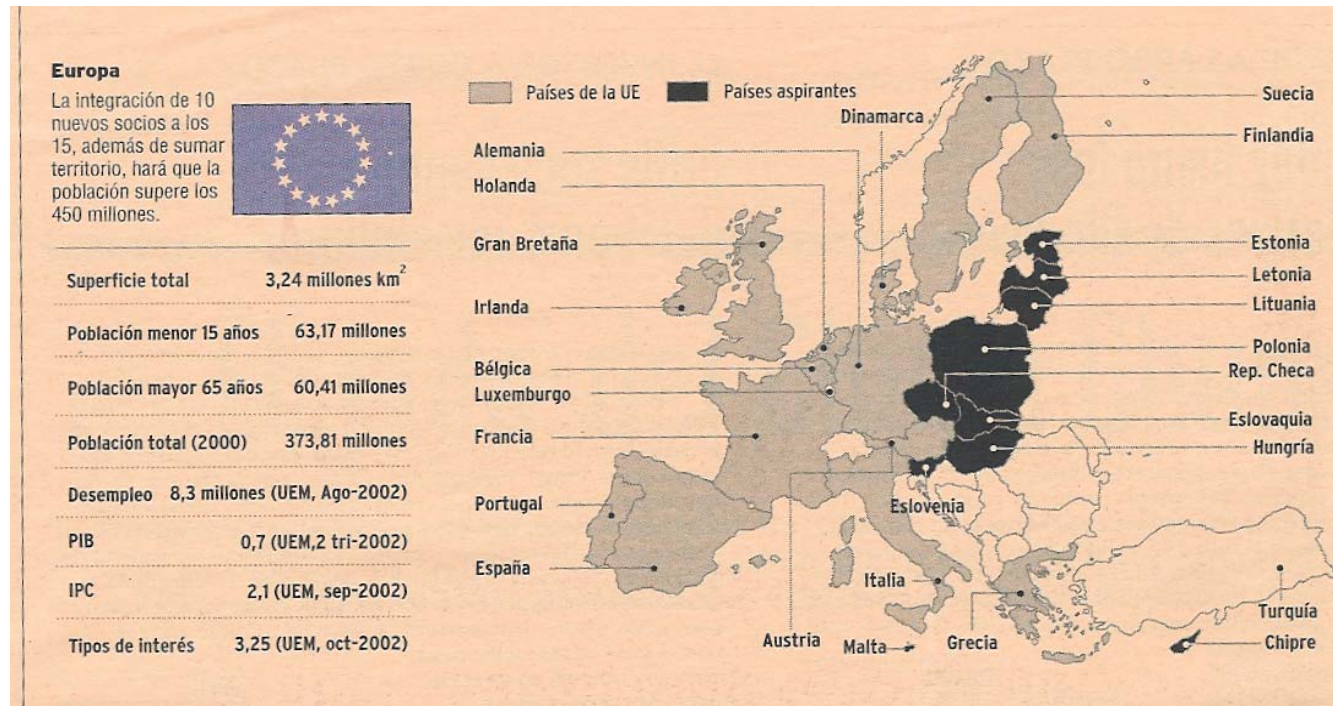 Europa
La integración de 10
nuevos socios a los
15, además de sumar
territorio, hará que la
población supere los
450 millones.
Superficie total 3,24 millones km²
Población menor 15 años 63,17 millones
Población mayor 65 años 60,41 millones
Población total (2000) 373,81 millones
Desempleo 8,3 millones (UEM, Ago-2002)
PIB 0,7 (UEM,2 tri-2002)
IPC 2,1 (UEM, sep-2002)
Tipos de interés 3,25 (UEM, oct-2002)
Países de la UE Países aspirantes
Dinamarca
Alemania
Holanda
Gran Bretaña
Irlanda
Bélgica
Luxemburgo
Francia
Portugal
España
Suecia
Finlandia
Estonia
Letonia
Lituania
Polonia
Rep. Checa
Eslovaquia
Hungría
Eslovenia
Italia
Austria
Malta
Grecia
Turquía
Chipre